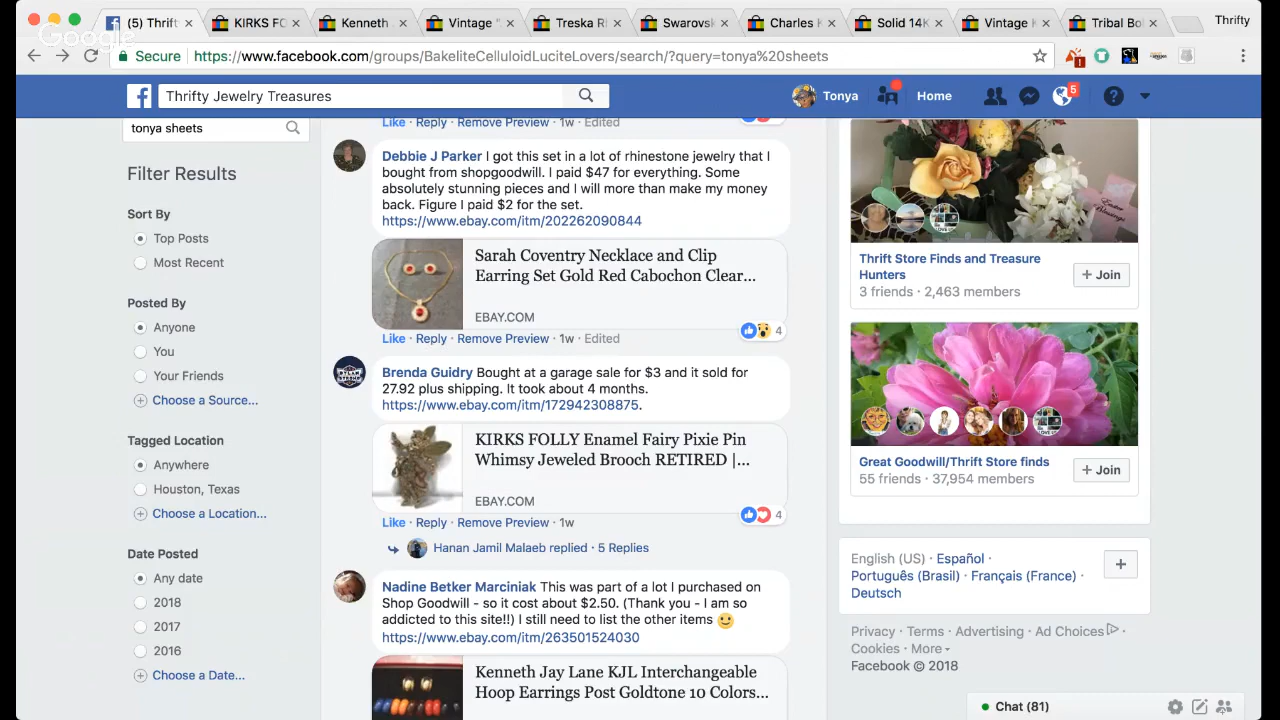 (5) Thrift
KIRKS FO
Kenneth
Vintage "
Treska Rh
Swarovsk
Charles K
Solid 14K
Vintage K
Tribal Bol
Thrifty
Google
Secure
https://www.facebook.com/groups/BakeliteCelluloidLuciteLovers/search/?query=tonya%20sheets
Thrifty Jewelry Treasures
Tonya
Home
5
tonya sheets
Filter Results
Sort By
Top Posts
Most Recent
Posted By
Anyone
You
Your Friends
Choose a Source...
Tagged Location
Anywhere
Houston, Texas
Choose a Location...
Date Posted
Any date
2018
2017
2016
Choose a Date...
Like · Reply · Remove Preview · 1w · Edited
Debbie J Parker I got this set in a lot of rhinestone jewelry that I
bought from shopgoodwill. I paid $47 for everything. Some
absolutely stunning pieces and I will more than make my money
back. Figure I paid $2 for the set.
https://www.ebay.com/itm/202262090844
Sarah Coventry Necklace and Clip
Earring Set Gold Red Cabochon Clear...
EBAY.COM
4
Like · Reply · Remove Preview · 1w · Edited
Brenda Guidry Bought at a garage sale for $3 and it sold for
27.92 plus shipping. It took about 4 months.
https://www.ebay.com/itm/172942308875.
KIRKS FOLLY Enamel Fairy Pixie Pin
Whimsy Jeweled Brooch RETIRED |...
EBAY.COM
4
Like · Reply · Remove Preview · 1w
Hanan Jamil Malaeb replied · 5 Replies
Nadine Betker Marciniak This was part of a lot I purchased on
Shop Goodwill - so it cost about $2.50. (Thank you - I am so
addicted to this site!!) I still need to list the other items
https://www.ebay.com/itm/263501524030
Kenneth Jay Lane KJL Interchangeable
Hoop Earrings Post Goldtone 10 Colors...
Thrift Store Finds and Treasure
Hunters
3 friends · 2,463 members
+ Join
Great Goodwill/Thrift Store finds
55 friends · 37,954 members
+ Join
English (US) · Español ·
Português (Brasil) · Français (France) ·
Deutsch
Privacy · Terms · Advertising · Ad Choices ·
Cookies · More
Facebook © 2018
Chat (81)